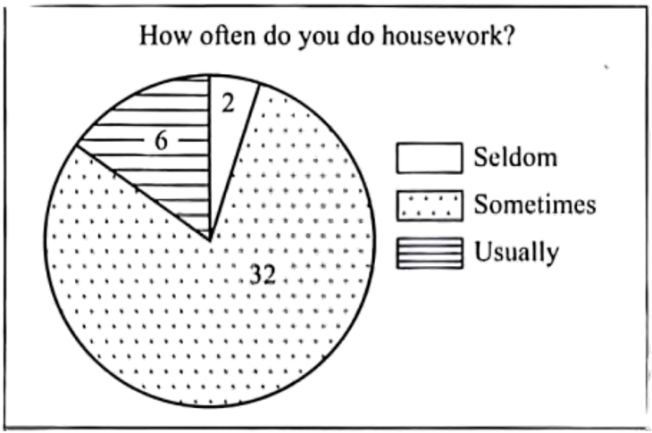 How often do you do housework?
2
6
32
Seldom
Sometimes
Usually